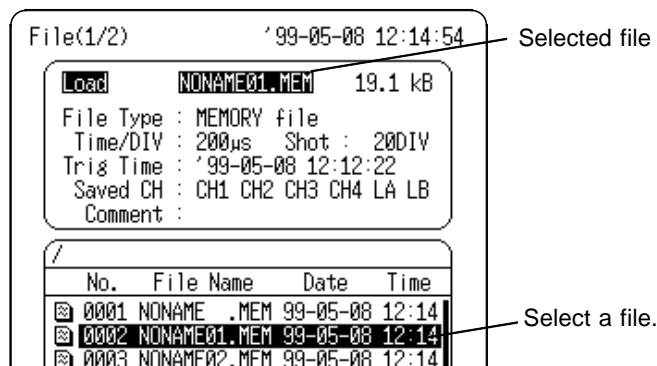 File(1/2) '99-05-08 12:14:54
Selected file
Load NONAME01.MEM 19.1 kB
File Type : MEMORY file
Time/DIV : 200µs Shot : 20DIV
Trig Time : '99-05-08 12:12:22
Saved CH : CH1 CH2 CH3 CH4 LA LB
Comment :
/
No. File Name Date Time
0001 NONAME .MEM 99-05-08 12:14
0002 NONAME01.MEM 99-05-08 12:14
Select a file.
0003 NONAME02.MEM 99-05-08 12:14